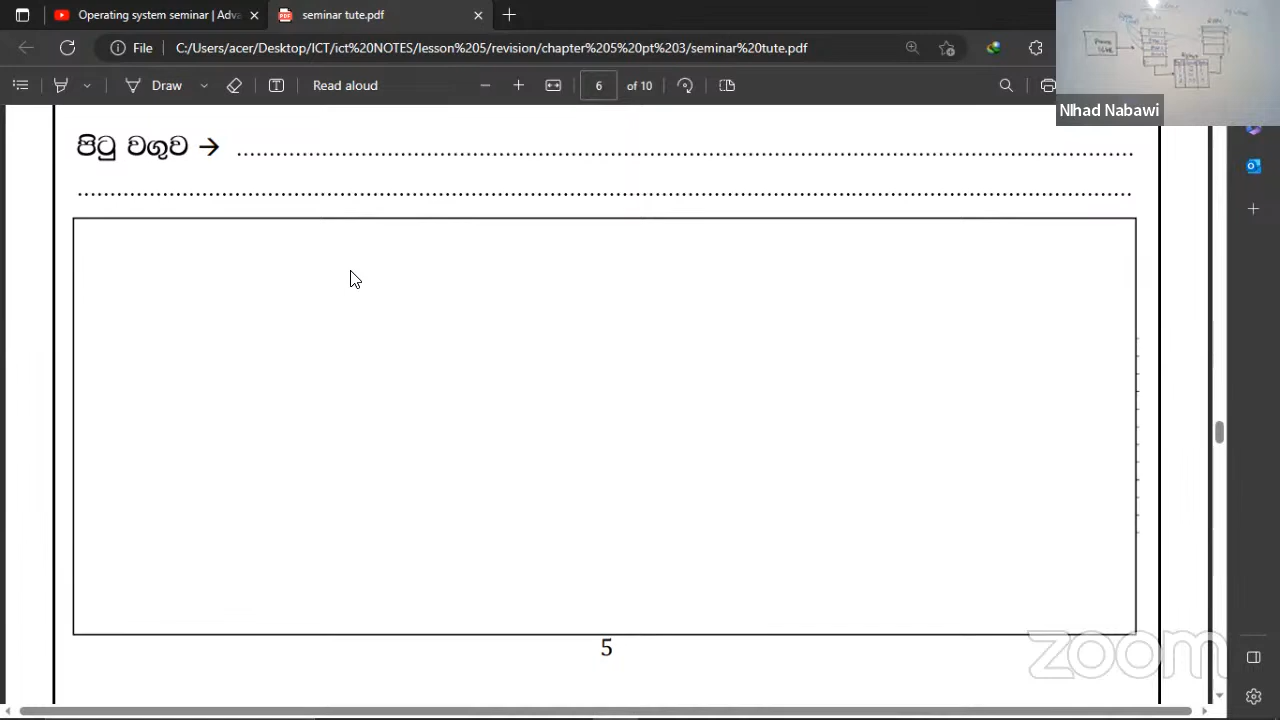 Operating system seminar | Adva
seminar tute.pdf
File
C:/Users/acer/Desktop/ICT/ict%20NOTES/lesson%205/revision/chapter%205%20pt%203/seminar%20tute.pdf
Draw
Read aloud
6 of 10
NIhad Nabawi
පිටු වගුව → ................................................................
................................................................
5
zoom